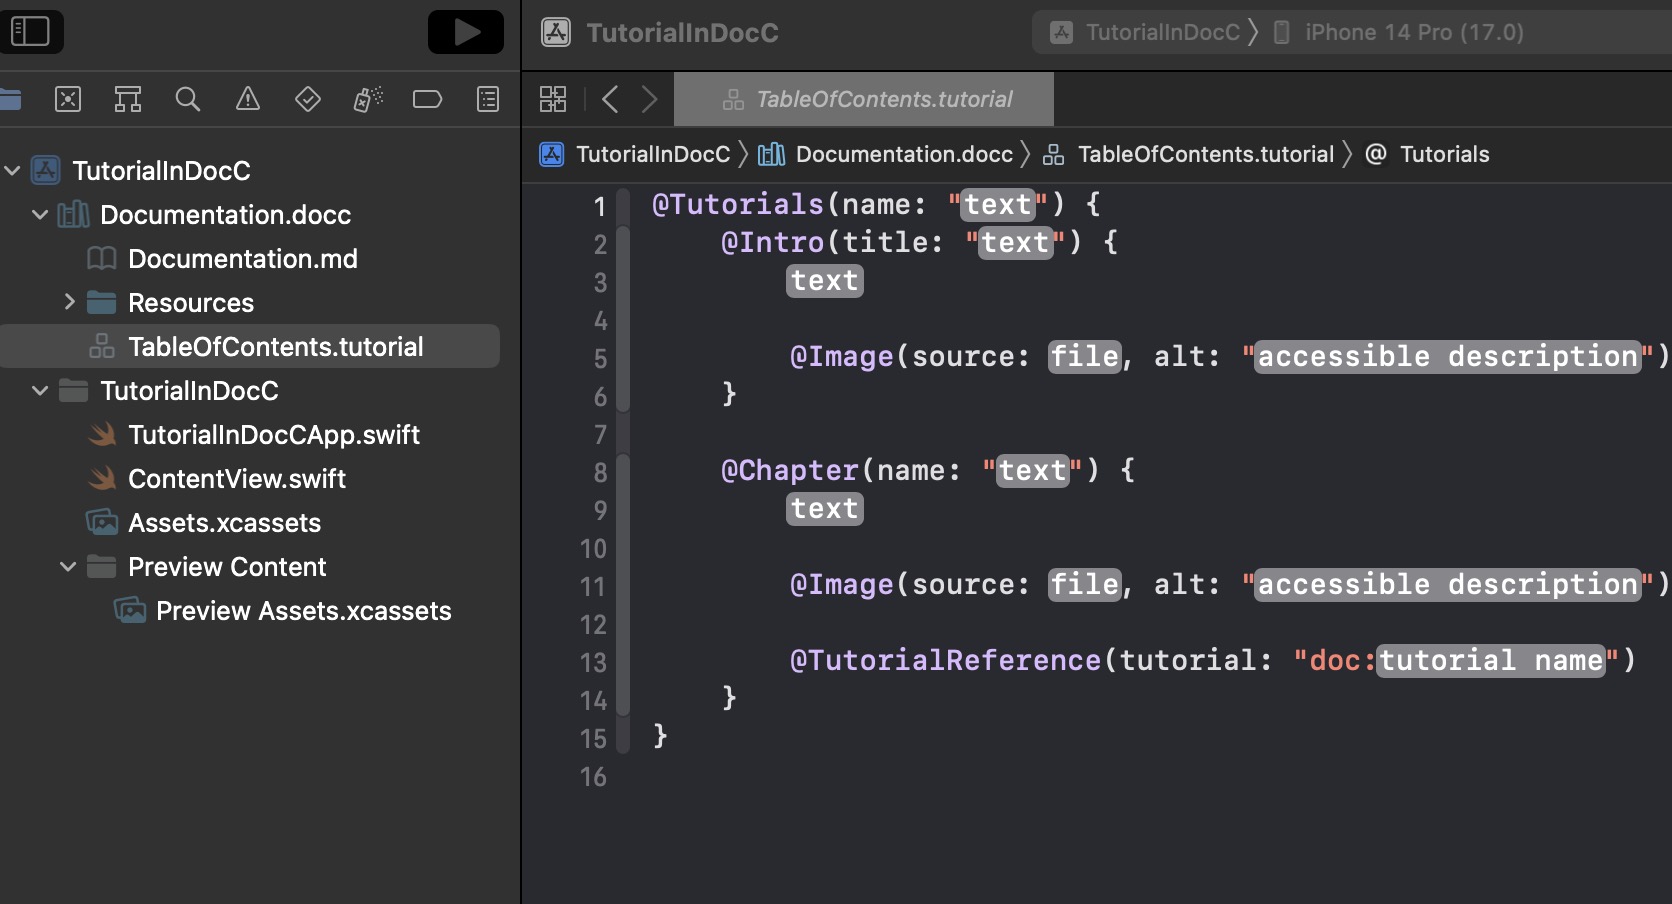 TutorialInDocC
TutorialInDocC
iPhone 14 Pro (17.0)
TableOfContents.tutorial
TutorialInDocC
Documentation.docc
TableOfContents.tutorial
@ Tutorials
TutorialInDocC
Documentation.docc
Documentation.md
Resources
TableOfContents.tutorial
TutorialInDocC
TutorialInDocCApp.swift
ContentView.swift
Assets.xcassets
Preview Content
Preview Assets.xcassets
1 @Tutorials(name: "text") {
2 @Intro(title: "text") {
3 text
4
5 @Image(source: file, alt: "accessible description")
6 }
7
8 @Chapter(name: "text") {
9 text
10
11 @Image(source: file, alt: "accessible description")
12
13 @TutorialReference(tutorial: "doc:tutorial name")
14 }
15 }
16